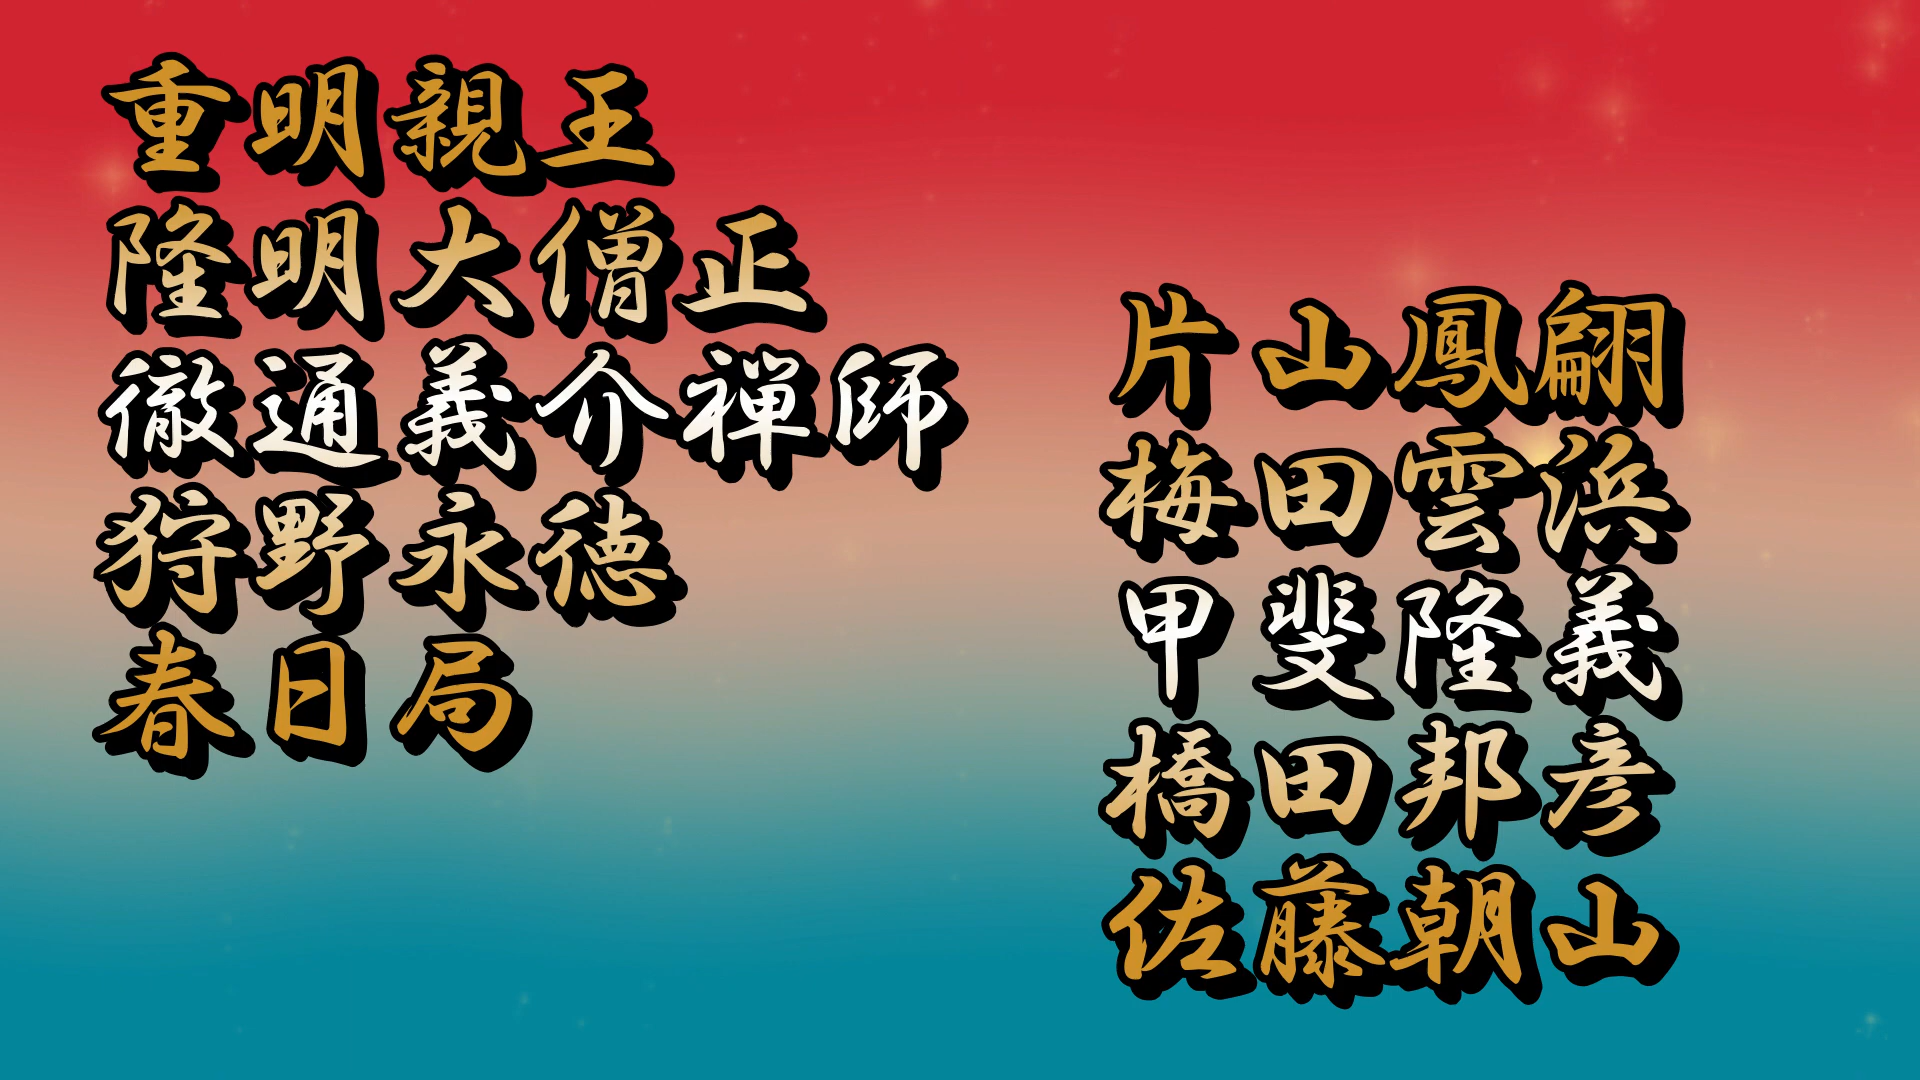 重明親王
隆明大僧正
徹通義介禅師
狩野永徳
春日局
片山鳳翩
梅田雲浜
甲斐隆義
橋田邦彦
佐藤朝山